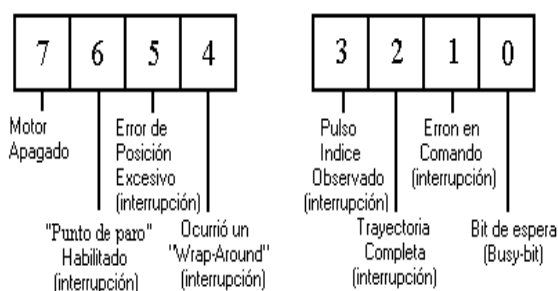 7 6 5 4 3 2 1 0
Motor
Apagado
Error de
Posición
Excesivo
(interrupción)
Pulso
Indice
Observado
(interrupción)
Erron en
Comando
(interrupción)
"Punto de paro"
Habilitado
(interrupción)
Ocurrió un
"Wrap-Around"
(interrupción)
Trayectoria
Completa
(interrupción)
Bit de espera
(Busy-bit)